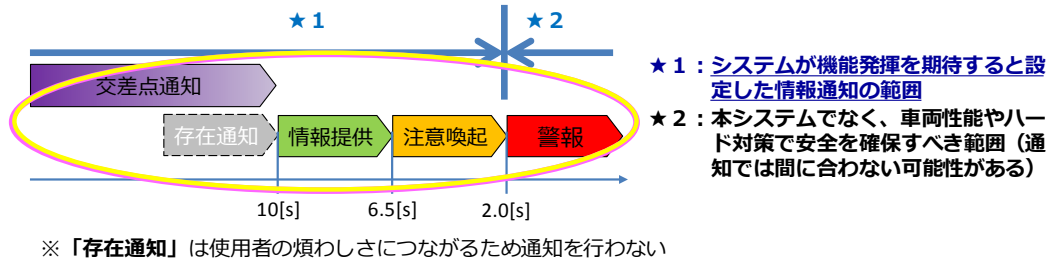 ★1
★2
交差点通知
存在通知
情報提供
注意喚起
警報
10[s]
6.5[s]
2.0[s]
※「存在通知」は使用者の煩わしさにつながるため通知を行わない
★1：システムが機能発揮を期待すると設
定した情報通知の範囲
★2：本システムでなく、車両性能やハー
ド対策で安全を確保すべき範囲（通
知では間に合わない可能性がある）